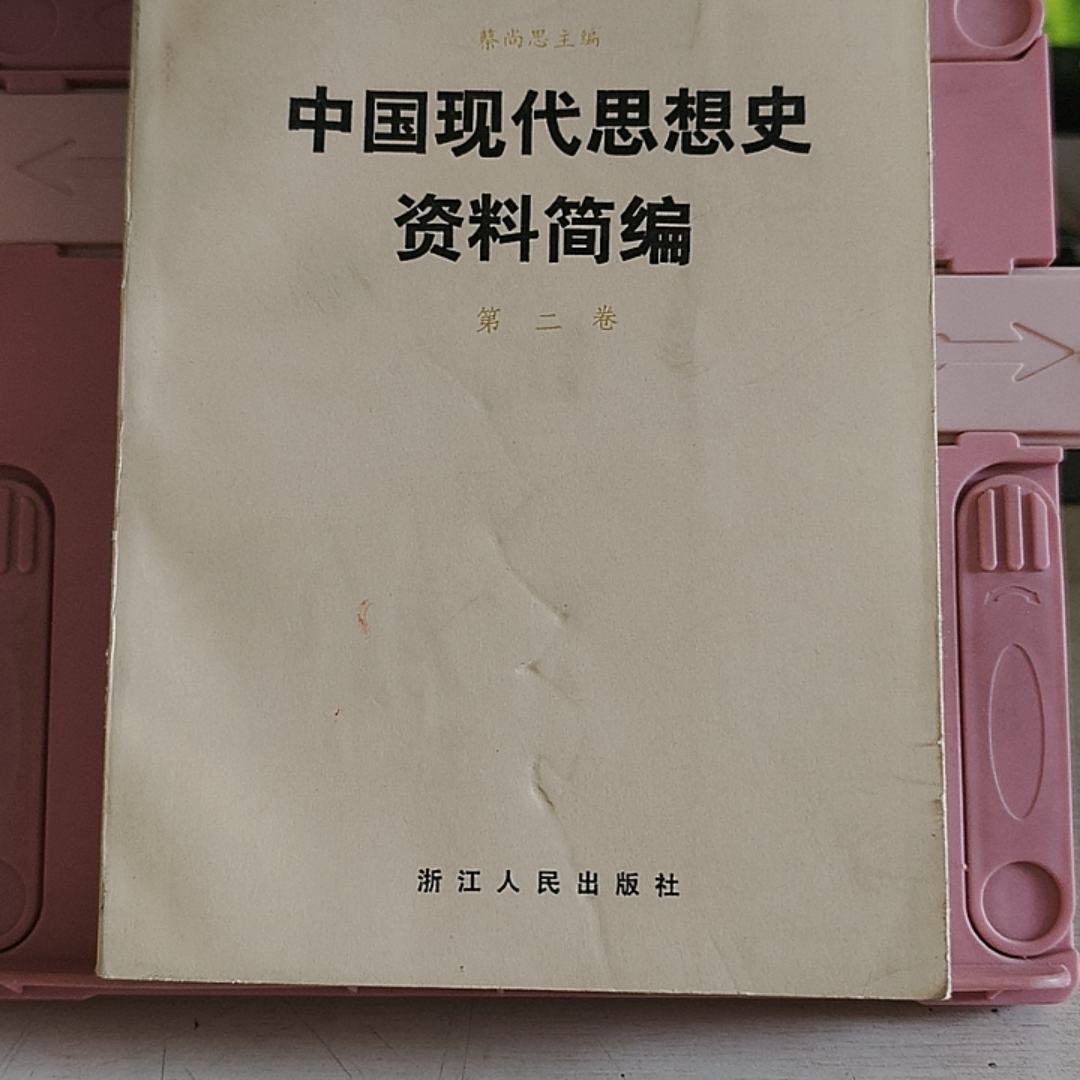 蔡尚思主编
中国现代思想史
资料简编
第二卷
浙江人民出版社